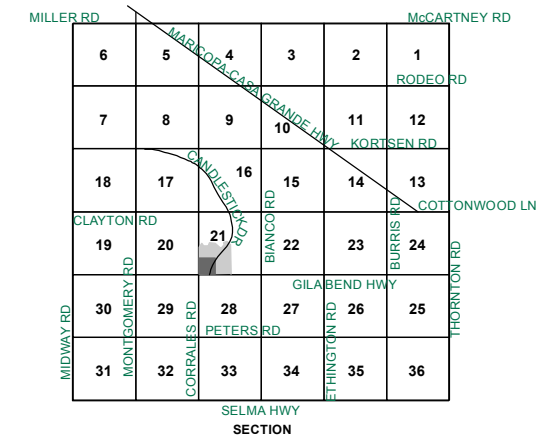 MILLER RD
McCARTNEY RD
MARICOPA-CASA GRANDE HWY
6 5 4 3 2 1
RODEO RD
7 8 9 10 11 12
KORTSEN RD
CANDLESTICK DR
18 17 16 15 14 13
COTTONWOOD LN
CLAYTON RD
BIANCO RD
BURRIS RD
19 20 21 22 23 24
THORNTON RD
GILA BEND HWY
MIDWAY RD
MONTGOMERY RD
CORRALES RD
ETHINGTON RD
30 29 28 27 26 25
PETERS RD
31 32 33 34 35 36
SELMA HWY
SECTION